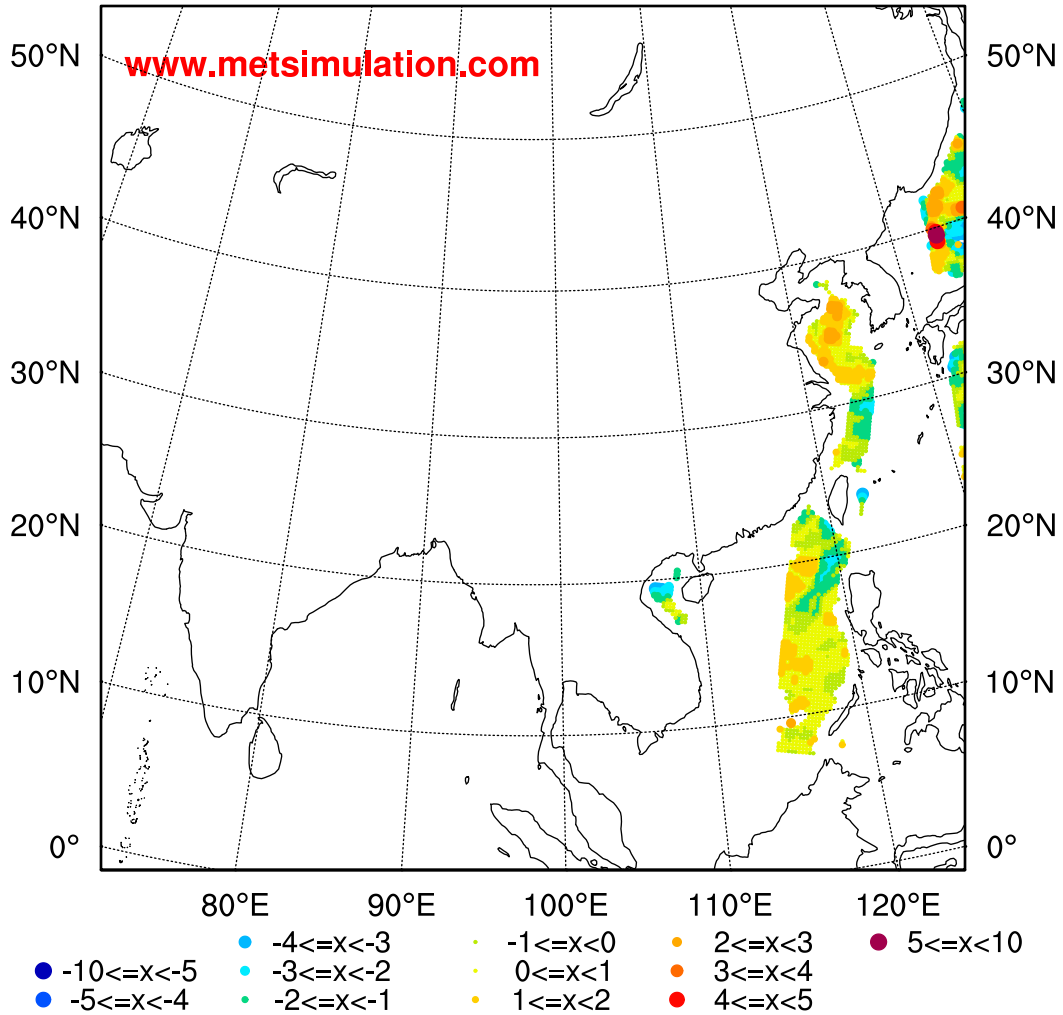 50°N 50°N
www.metsimulation.com
40°N 40°N
30°N 30°N
20°N 20°N
10°N 10°N
0° 0°
80°E 90°E 100°E 110°E 120°E
-4<=x<-3 -1<=x<0 2<=x<3 5<=x<10
-10<=x<-5 -3<=x<-2 0<=x<1 3<=x<4
-5<=x<-4 -2<=x<-1 1<=x<2 4<=x<5